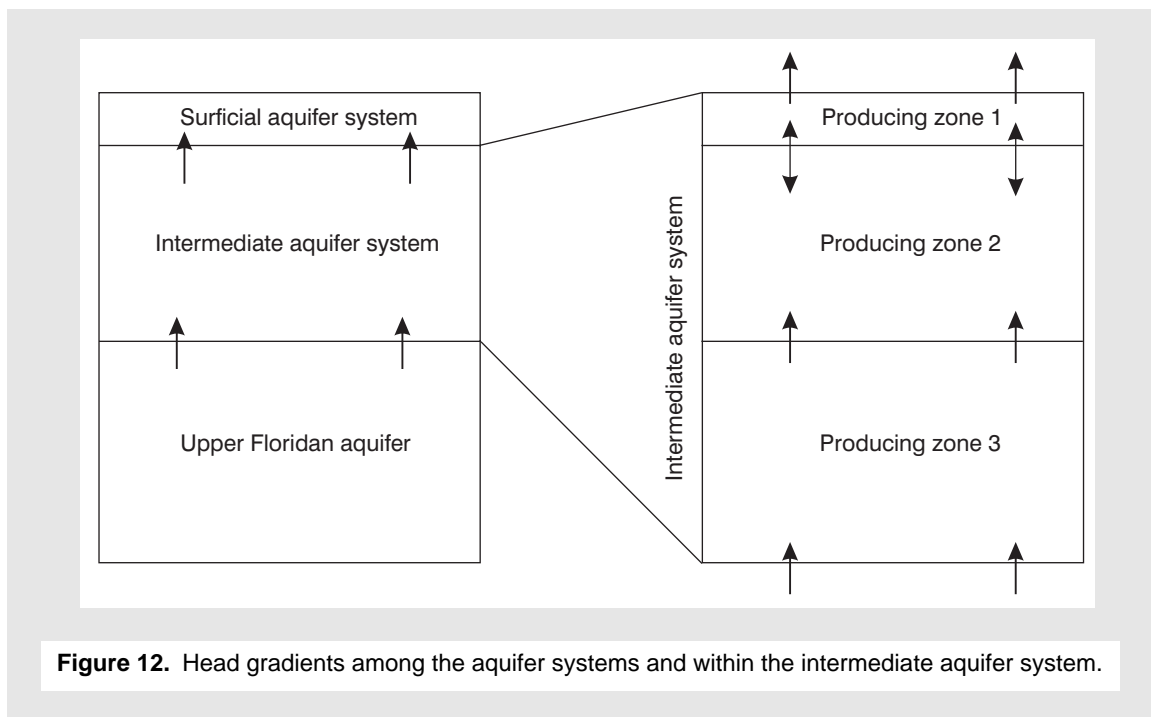 Surficial aquifer system
Intermediate aquifer system
Upper Floridan aquifer
Intermediate aquifer system
Producing zone 1
Producing zone 2
Producing zone 3
Figure 12. Head gradients among the aquifer systems and within the intermediate aquifer system.